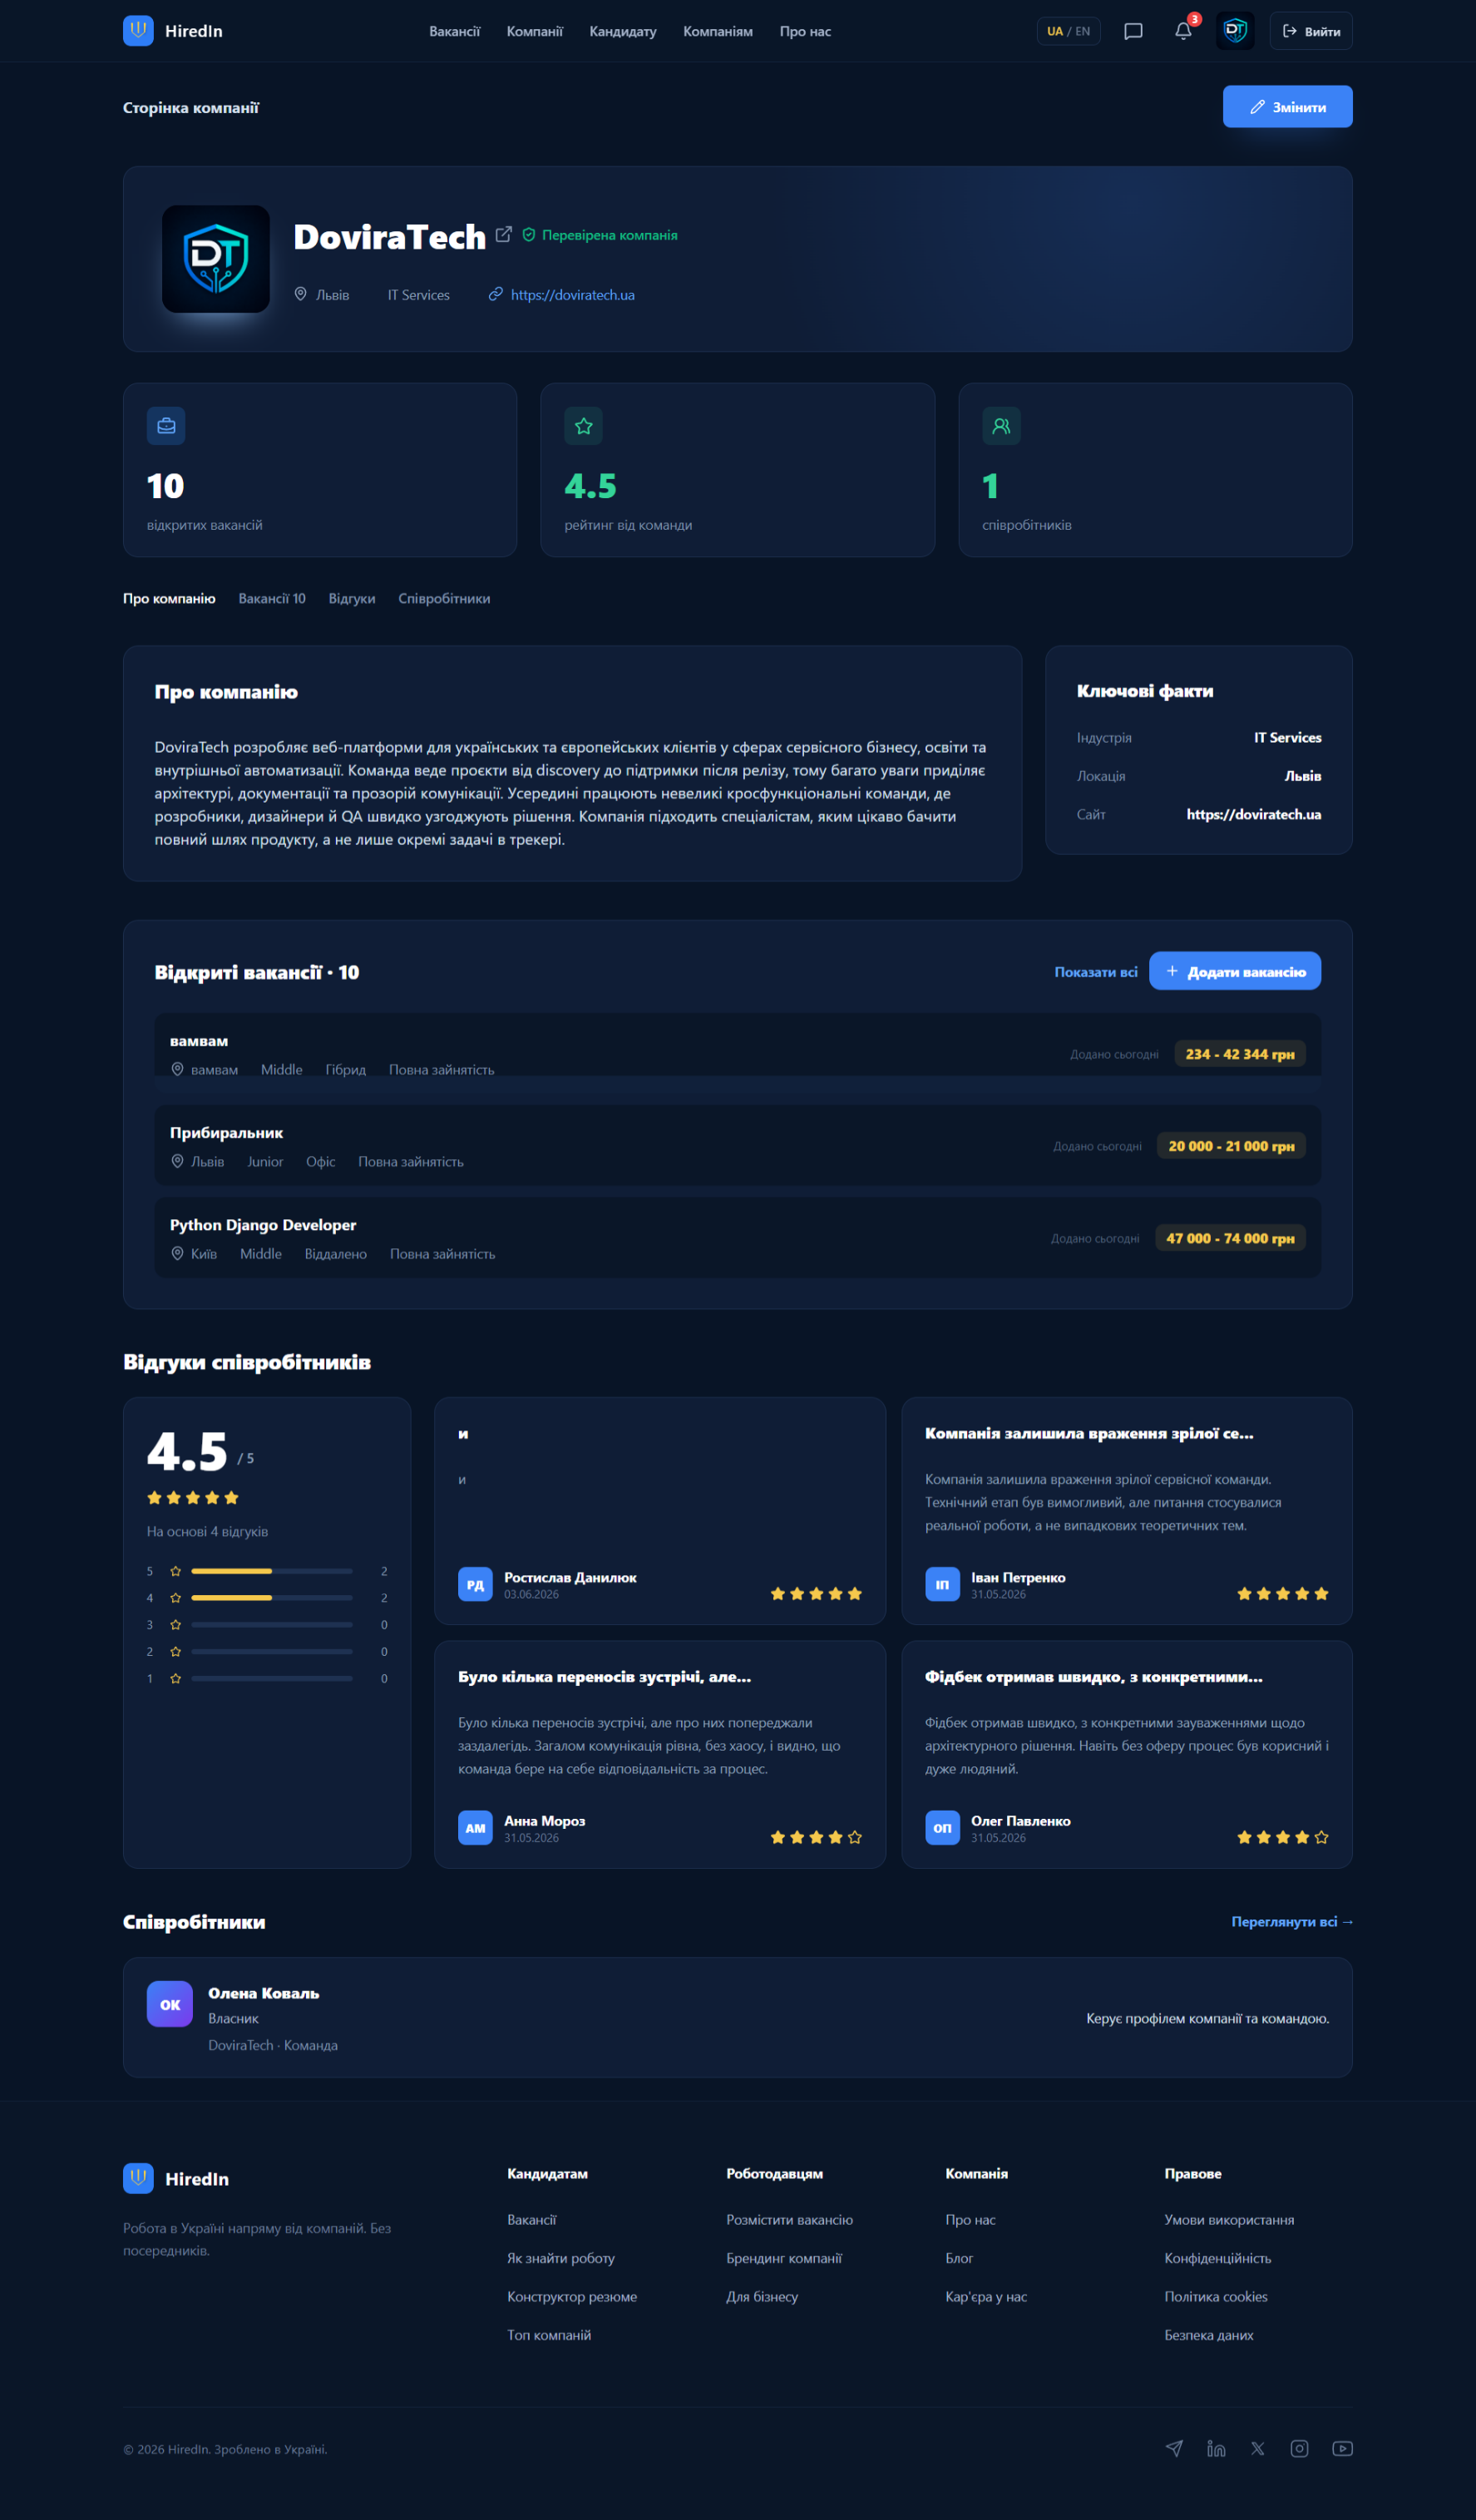 HiredIn
Вакансії Компанії Кандидату Компаніям Про нас
UA / EN
3
DT
Выйти
Сторінка компанії
Змінити
DT
DoviraTech
Перевірена компанія
Львів IT Services https://doviratech.ua
10
відкритих вакансій
4.5
рейтинг від команди
1
співробітників
Про компанію Вакансії 10 Відгуки Співробітники
Про компанію
DoviraTech розробляє веб-платформи для українських та європейських клієнтів у сферах сервісного бізнесу, освіти та
внутрішньої автоматизації. Команда веде проєкти від discovery до підтримки після релізу, тому багато уваги приділяє
архітектурі, документації та прозорій комунікації. Усередині працюють невеликі кросфункціональні команди, де
розробники, дизайнери й QA швидко узгоджують рішення. Компанія підходить спеціалістам, яким цікаво бачити
повний шлях продукту, а не лише окремі задачі в трекері.
Ключові факти
Індустрія IT Services
Локація Львів
Сайт https://doviratech.ua
Відкриті вакансії · 10
Показати всі
Додати вакансію
вамвам
вамвам Middle Гібрид Повна зайнятість
Додано сьогодні 234 - 42 344 грн
Прибиральник
Львів Junior Офіс Повна зайнятість
Додано сьогодні 20 000 - 21 000 грн
Python Django Developer
Київ Middle Віддалено Повна зайнятість
Додано сьогодні 47 000 - 74 000 грн
Відгуки співробітників
4.5 / 5
На основі 4 відгуків
5 2
4 2
3 0
2 0
1 0
и
и
РД
Ростислав Данилюк
03.06.2026
Компанія залишила враження зрілої се...
Компанія залишила враження зрілої сервісної команди.
Технічний етап був вимогливий, але питання стосувалися
реальної роботи, а не випадкових теоретичних тем.
ІП
Іван Петренко
31.05.2026
Було кілька переносів зустрічі, але...
Було кілька переносів зустрічі, але про них попереджали
заздалегідь. Загалом комунікація рівна, без хаосу, і видно, що
команда бере на себе відповідальність за процес.
АМ
Анна Мороз
31.05.2026
Фідбек отримав швидко, з конкретними...
Фідбек отримав швидко, з конкретними зауваженнями щодо
архітектурного рішення. Навіть без оферу процес був корисний і
дуже людяний.
ОП
Олег Павленко
31.05.2026
Співробітники
Переглянути всі →
ОК
Олена Коваль
Власник
DoviraTech · Команда
Керує профілем компанії та командою.
HiredIn
Робота в Україні напряму від компаній. Без
посередників.
Кандидатам
Вакансії
Як знайти роботу
Конструктор резюме
Топ компаній
Роботодавцям
Розмістити вакансію
Брендинг компанії
Для бізнесу
Компанія
Про нас
Блог
Кар'єра у нас
Правове
Умови використання
Конфіденційність
Політика cookies
Безпека даних
© 2026 HiredIn. Зроблено в Україні.